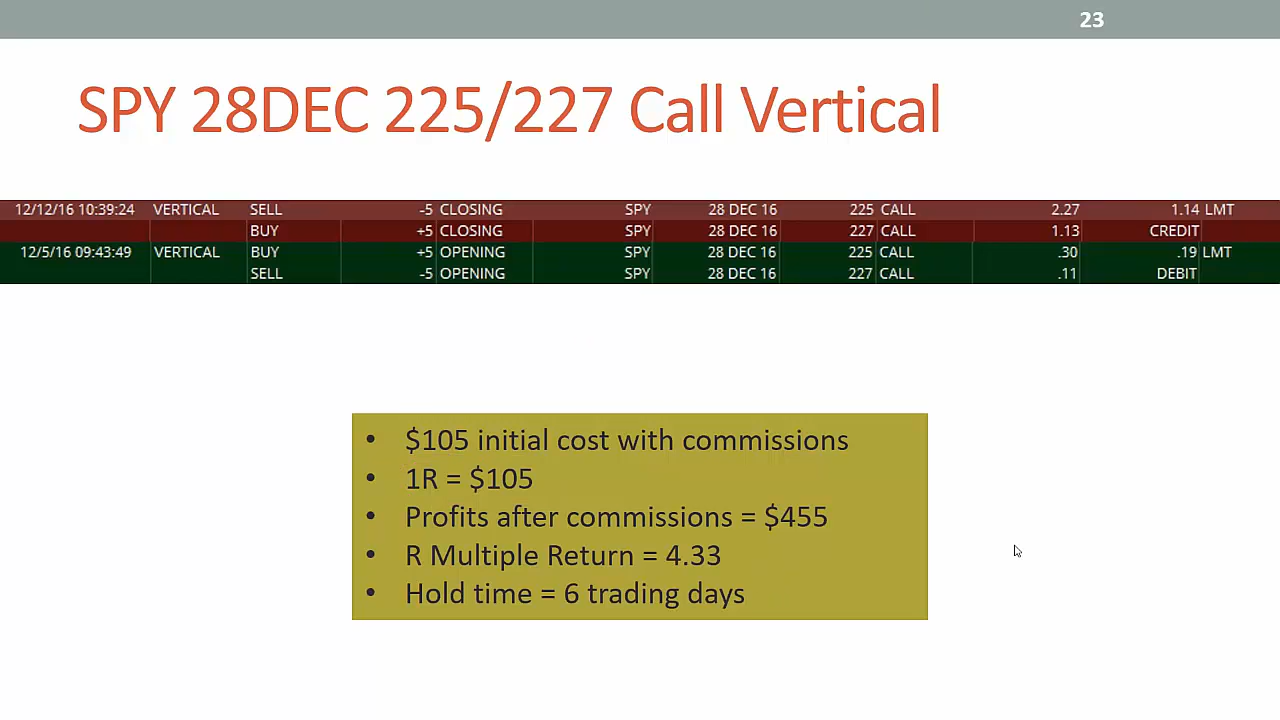 23
SPY 28DEC 225/227 Call Vertical
12/12/16 10:39:24 VERTICAL SELL -5 CLOSING SPY 28 DEC 16 225 CALL 2.27 1.14 LMT
BUY +5 CLOSING SPY 28 DEC 16 227 CALL 1.13 CREDIT
12/5/16 09:43:49 VERTICAL BUY +5 OPENING SPY 28 DEC 16 225 CALL .30 .19 LMT
SELL -5 OPENING SPY 28 DEC 16 227 CALL .11 DEBIT
• $105 initial cost with commissions
• 1R = $105
• Profits after commissions = $455
• R Multiple Return = 4.33
• Hold time = 6 trading days